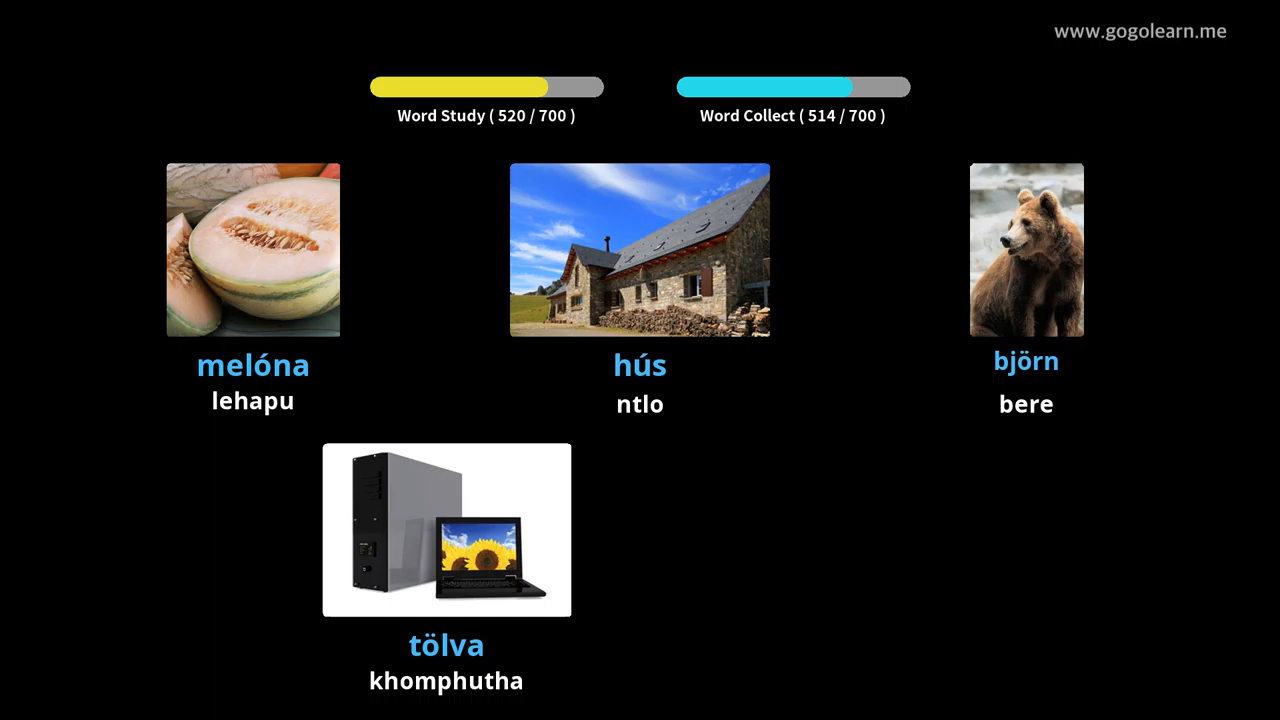 www.gogolearn.me
Word Study ( 520 / 700 )
Word Collect ( 514 / 700 )
melóna
lehapu
hús
ntlo
björn
bere
tölva
khomphutha